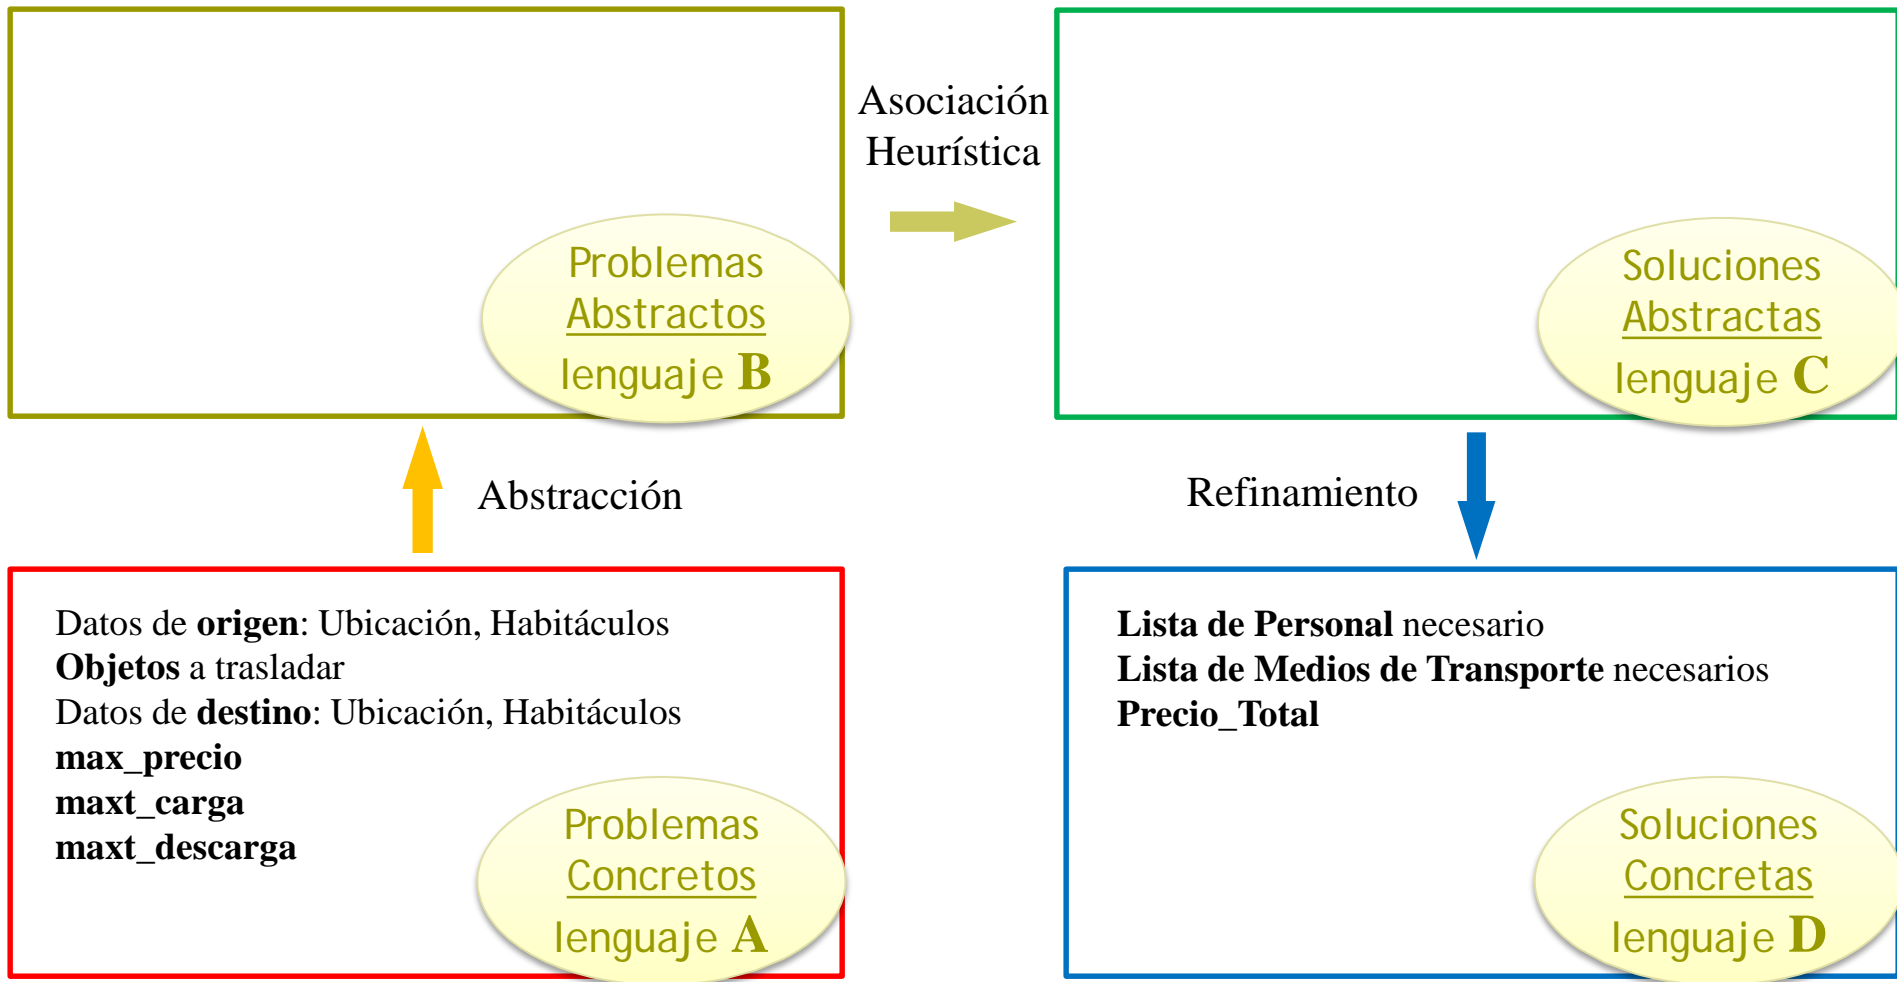 Asociación
Heurística
Problemas
Abstractos
lenguaje B
Soluciones
Abstractas
lenguaje C
Abstracción
Refinamiento
Datos de origen: Ubicación, Habitáculos
Objetos a trasladar
Datos de destino: Ubicación, Habitáculos
max_precio
maxt_carga
maxt_descarga
Problemas
Concretos
lenguaje A
Lista de Personal necesario
Lista de Medios de Transporte necesarios
Precio_Total
Soluciones
Concretas
lenguaje D